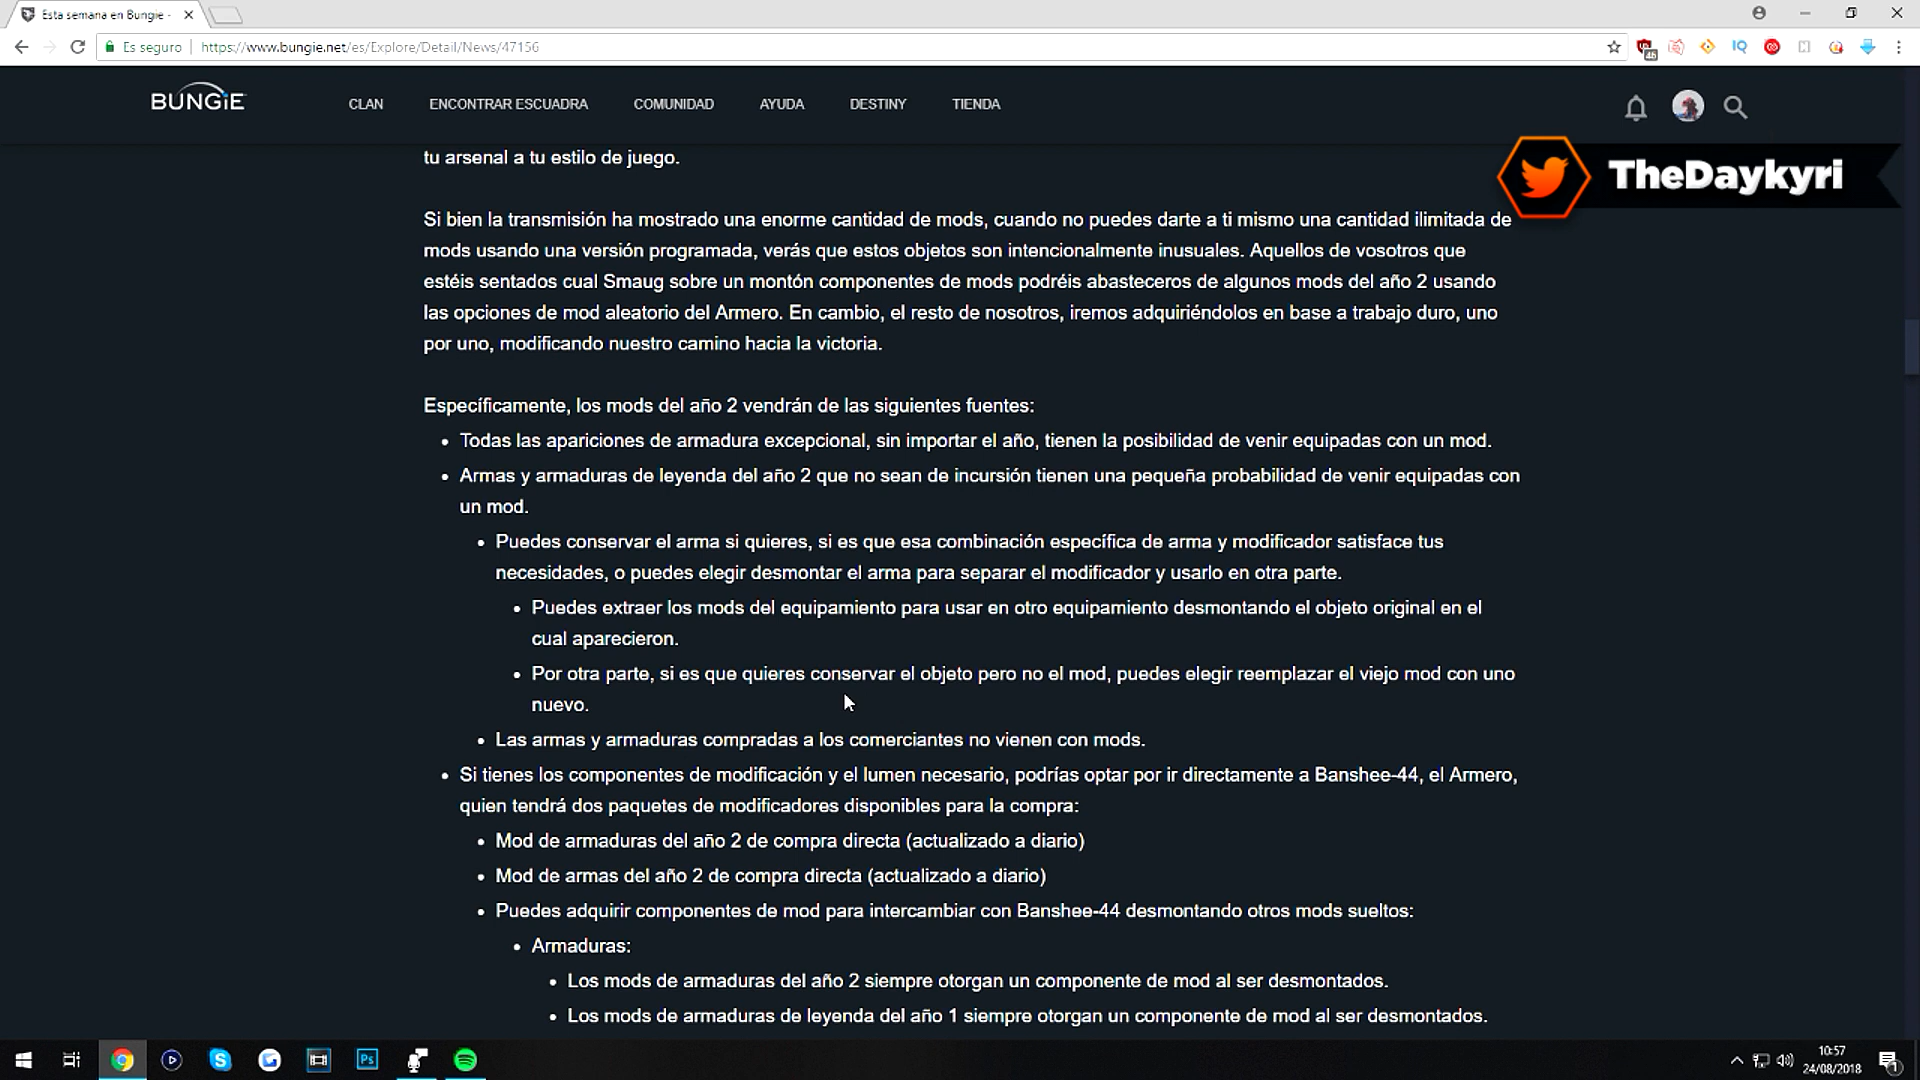 Esta semana en Bungie -
Es seguro
https://www.bungie.net/es/Explore/Detail/News/47156
46
IQ
BUNGiE
CLAN
ENCONTRAR ESCUADRA
COMUNIDAD
AYUDA
DESTINY
TIENDA
TheDaykyri
tu arsenal a tu estilo de juego.
Si bien la transmisión ha mostrado una enorme cantidad de mods, cuando no puedes darte a ti mismo una cantidad ilimitada de
mods usando una versión programada, verás que estos objetos son intencionalmente inusuales. Aquellos de vosotros que
estéis sentados cual Smaug sobre un montón componentes de mods podréis abasteceros de algunos mods del año 2 usando
las opciones de mod aleatorio del Armero. En cambio, el resto de nosotros, iremos adquiriéndolos en base a trabajo duro, uno
por uno, modificando nuestro camino hacia la victoria.
Específicamente, los mods del año 2 vendrán de las siguientes fuentes:
• Todas las apariciones de armadura excepcional, sin importar el año, tienen la posibilidad de venir equipadas con un mod.
• Armas y armaduras de leyenda del año 2 que no sean de incursión tienen una pequeña probabilidad de venir equipadas con
un mod.
• Puedes conservar el arma si quieres, si es que esa combinación específica de arma y modificador satisface tus
necesidades, o puedes elegir desmontar el arma para separar el modificador y usarlo en otra parte.
• Puedes extraer los mods del equipamiento para usar en otro equipamiento desmontando el objeto original en el
cual aparecieron.
• Por otra parte, si es que quieres conservar el objeto pero no el mod, puedes elegir reemplazar el viejo mod con uno
nuevo.
• Las armas y armaduras compradas a los comerciantes no vienen con mods.
• Si tienes los componentes de modificación y el lumen necesario, podrías optar por ir directamente a Banshee-44, el Armero,
quien tendrá dos paquetes de modificadores disponibles para la compra:
• Mod de armaduras del año 2 de compra directa (actualizado a diario)
• Mod de armas del año 2 de compra directa (actualizado a diario)
• Puedes adquirir componentes de mod para intercambiar con Banshee-44 desmontando otros mods sueltos:
• Armaduras:
• Los mods de armaduras del año 2 siempre otorgan un componente de mod al ser desmontados.
• Los mods de armaduras de leyenda del año 1 siempre otorgan un componente de mod al ser desmontados.
Ps
10:57
24/08/2018
1